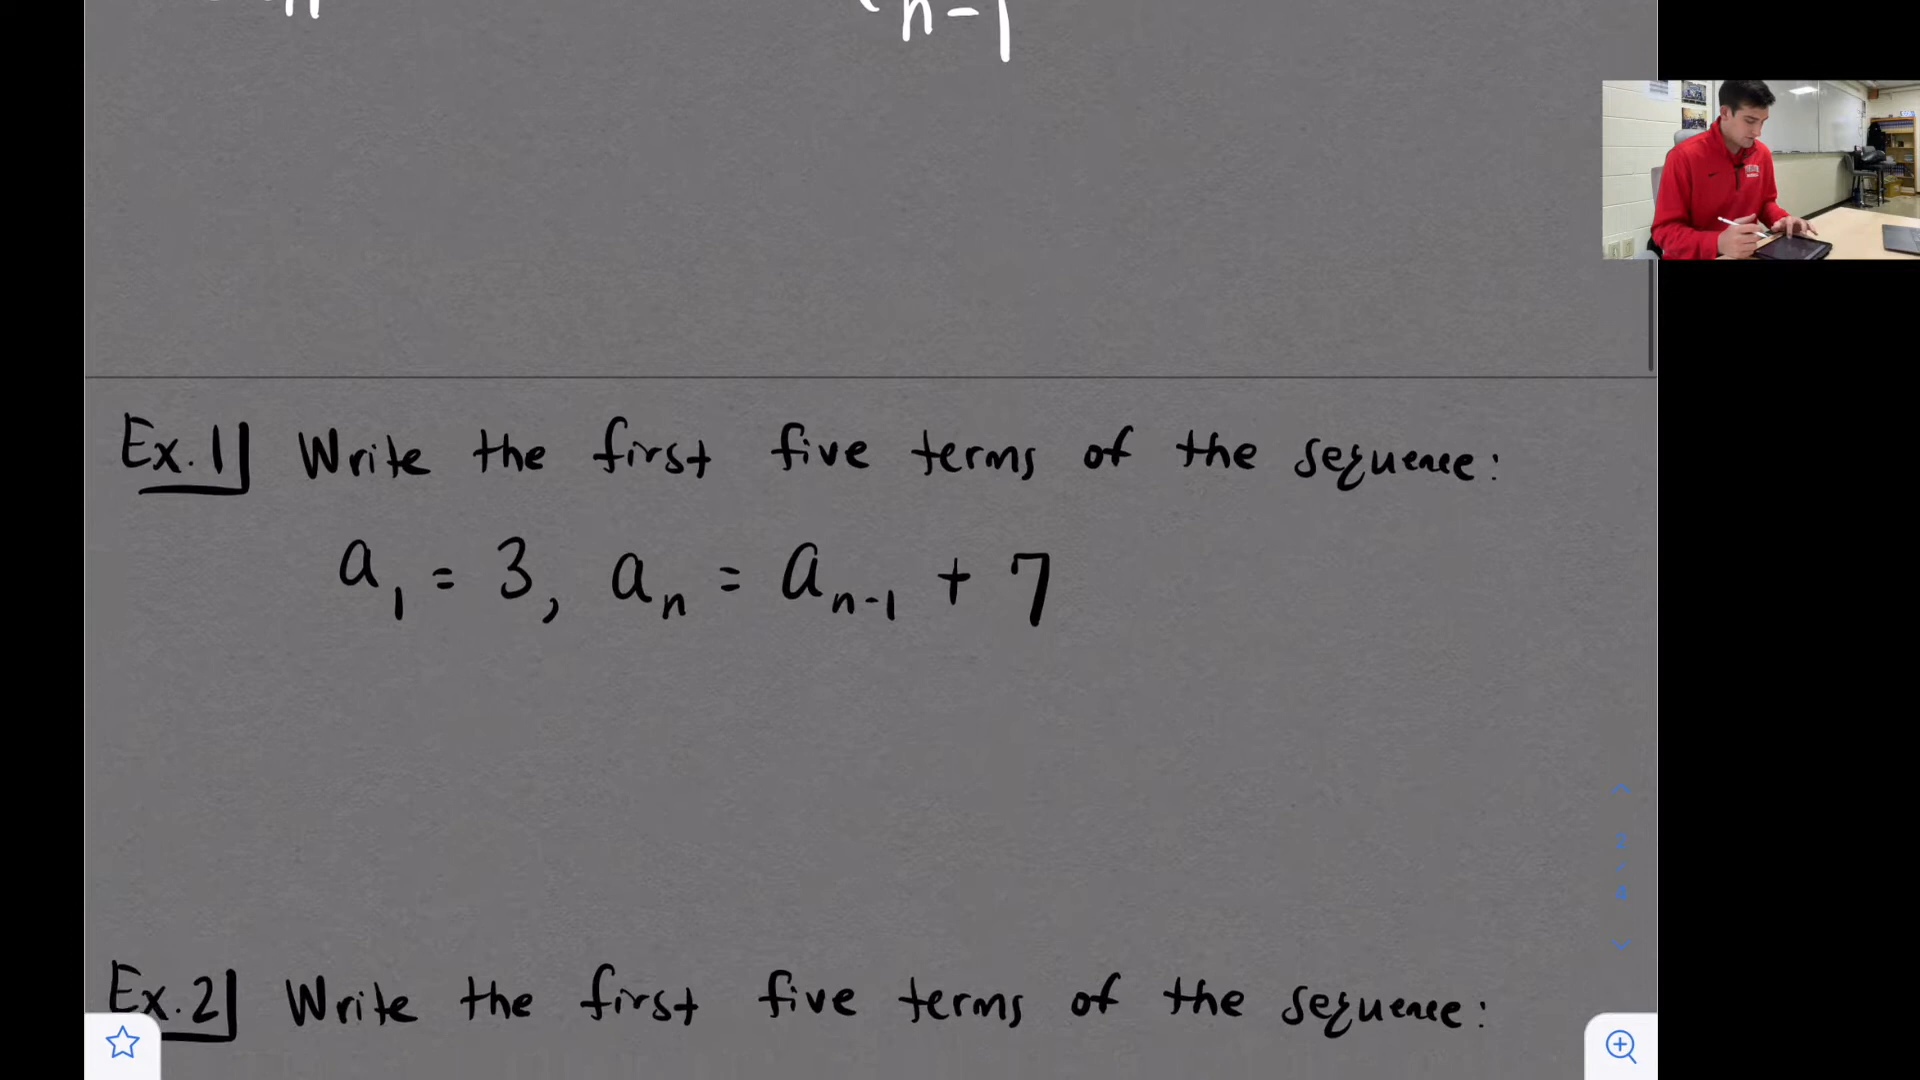 n-1
Ex. 1] Write the first five terms of the sequence:
a₁ = 3, aₙ = aₙ₋₁ + 7
Ex. 2] Write the first five terms of the sequence: